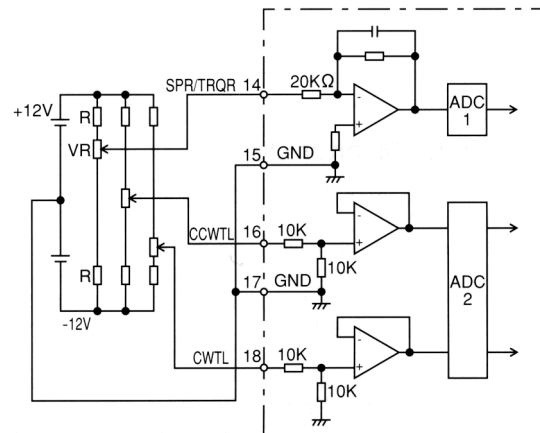 +12V
R
VR
R
-12V
SPR/TRQR 14
20KΩ
-
+
ADC
1
15 GND
CCWTL
16 10K
-
+
10K
17 GND
ADC
2
CWTL 18 10K
-
+
10K